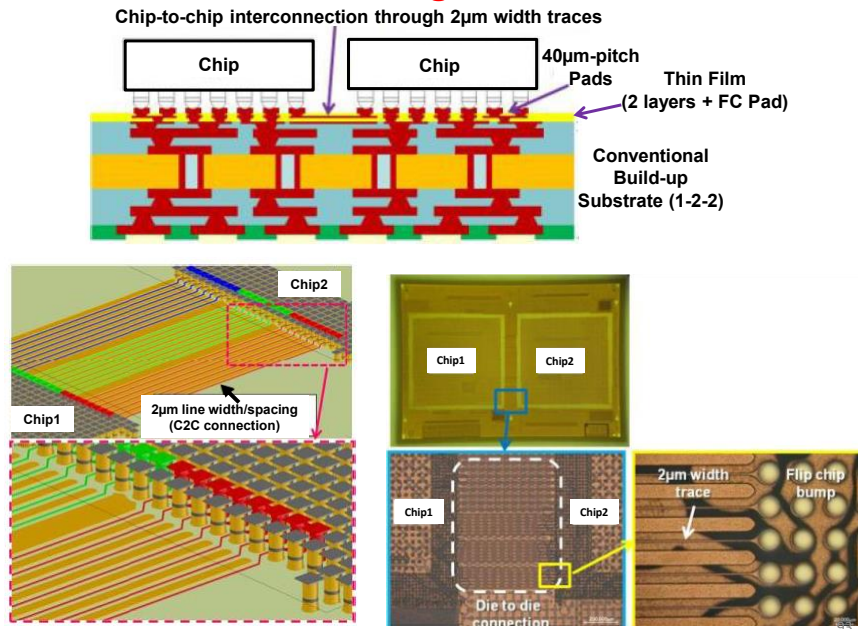 Chip-to-chip interconnection through 2µm width traces
Chip
Chip
40µm-pitch
Pads
Thin Film
(2 layers + FC Pad)
Conventional
Build-up
Substrate (1-2-2)
Chip2
Chip1
2µm line width/spacing
(C2C connection)
Chip1
Chip2
Chip1
Chip2
Die to die
connection
2µm width
trace
Flip chip
bump